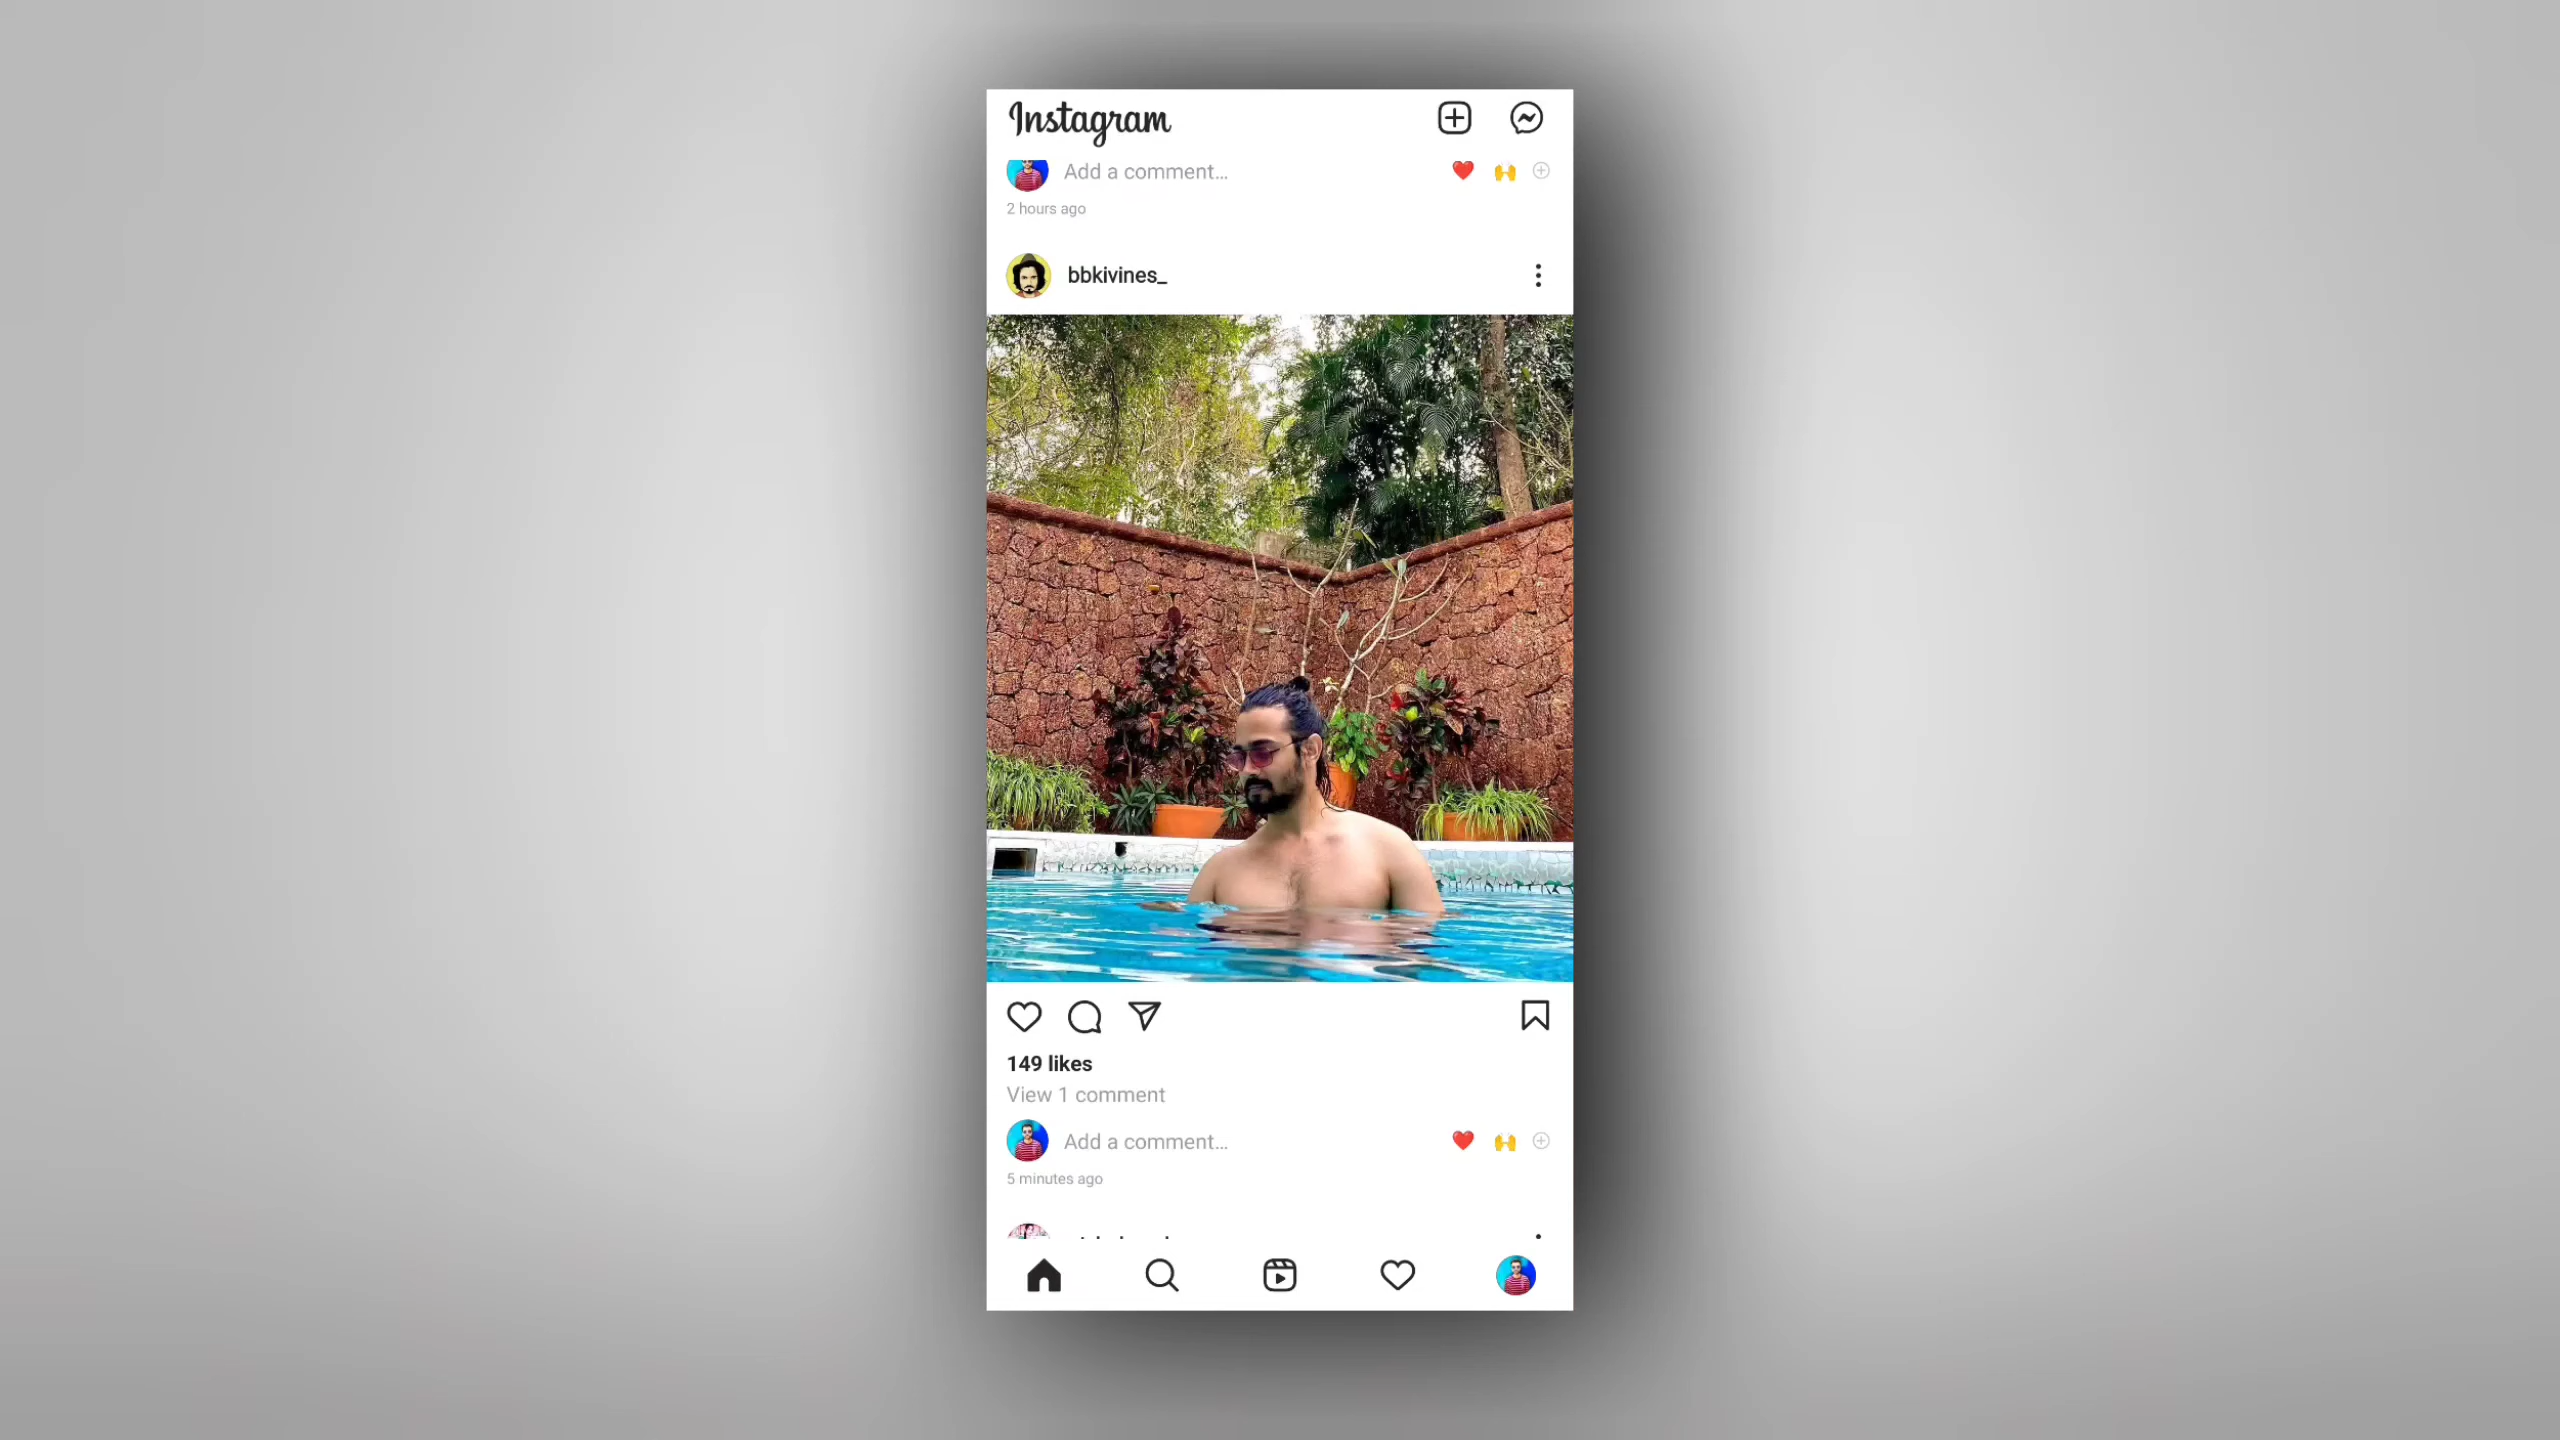 Instagram
Add a comment...
2 hours ago
bbkivines_
149 likes
View 1 comment
Add a comment...
5 minutes ago